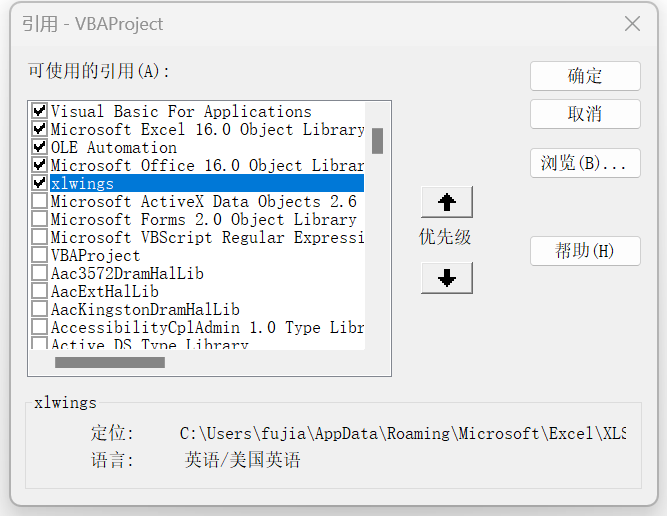 引用 - VBAProject
可使用的引用(A):
Visual Basic For Applications
Microsoft Excel 16.0 Object Library
OLE Automation
Microsoft Office 16.0 Object Librar
xlwings
Microsoft ActiveX Data Objects 2.6
Microsoft Forms 2.0 Object Library
Microsoft VBScript Regular Expressi
VBAProject
Aac3572DramHalLib
AacExtHalLib
AacKingstonDramHalLib
AccessibilityCplAdmin 1.0 Type Libr
Active DS Type Library
优先级
确定
取消
浏览(B)...
帮助(H)
xlwings
定位: C:\Users\fujia\AppData\Roaming\Microsoft\Excel\XLS
语言: 英语/美国英语